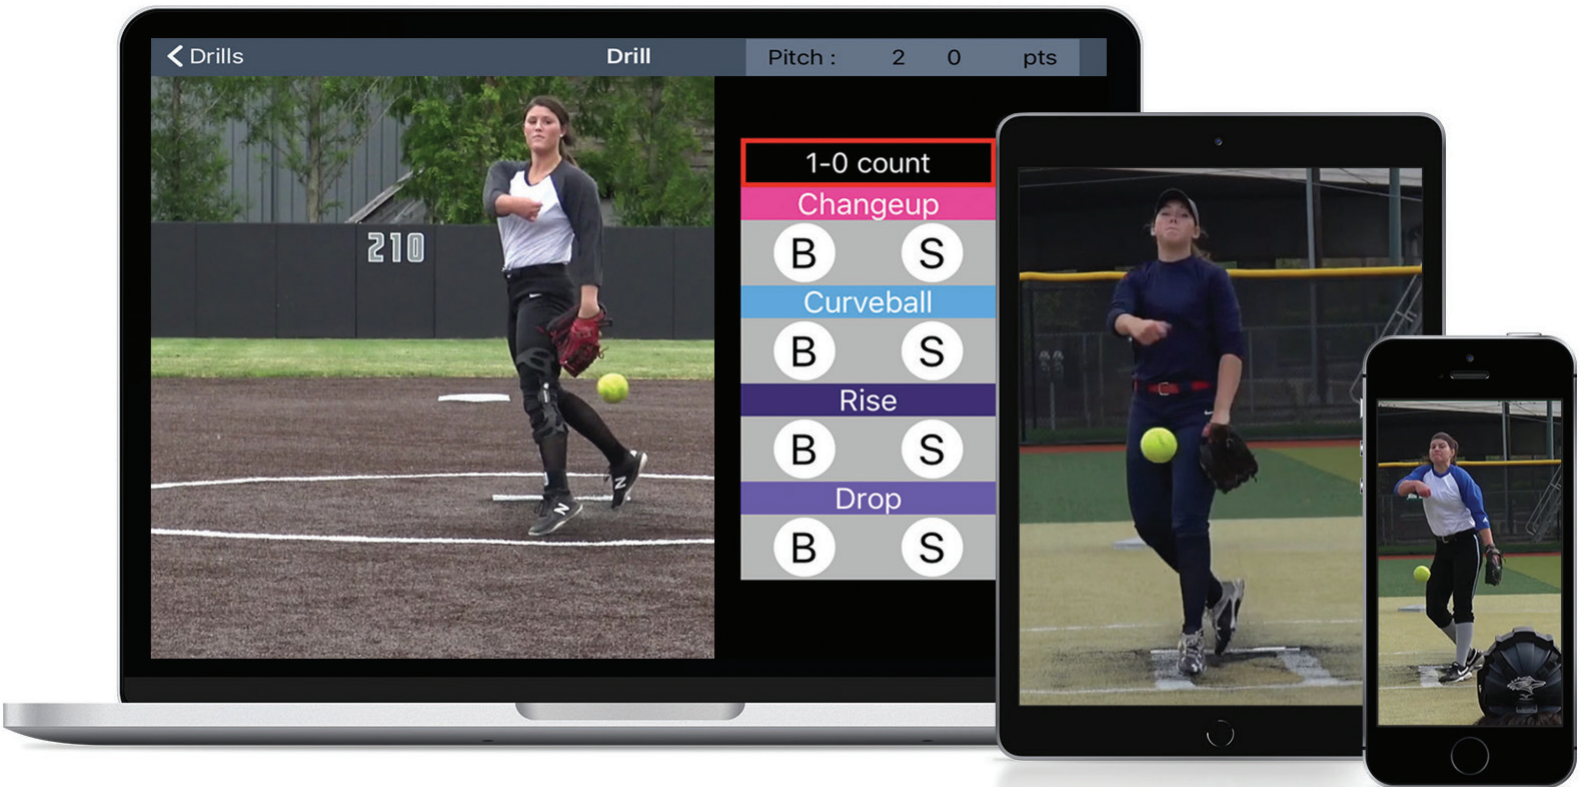 Drills
Drill
Pitch : 2 0 pts
1-0 count
Changeup
B S
Curveball
B S
Rise
B S
Drop
B S
210
N
N